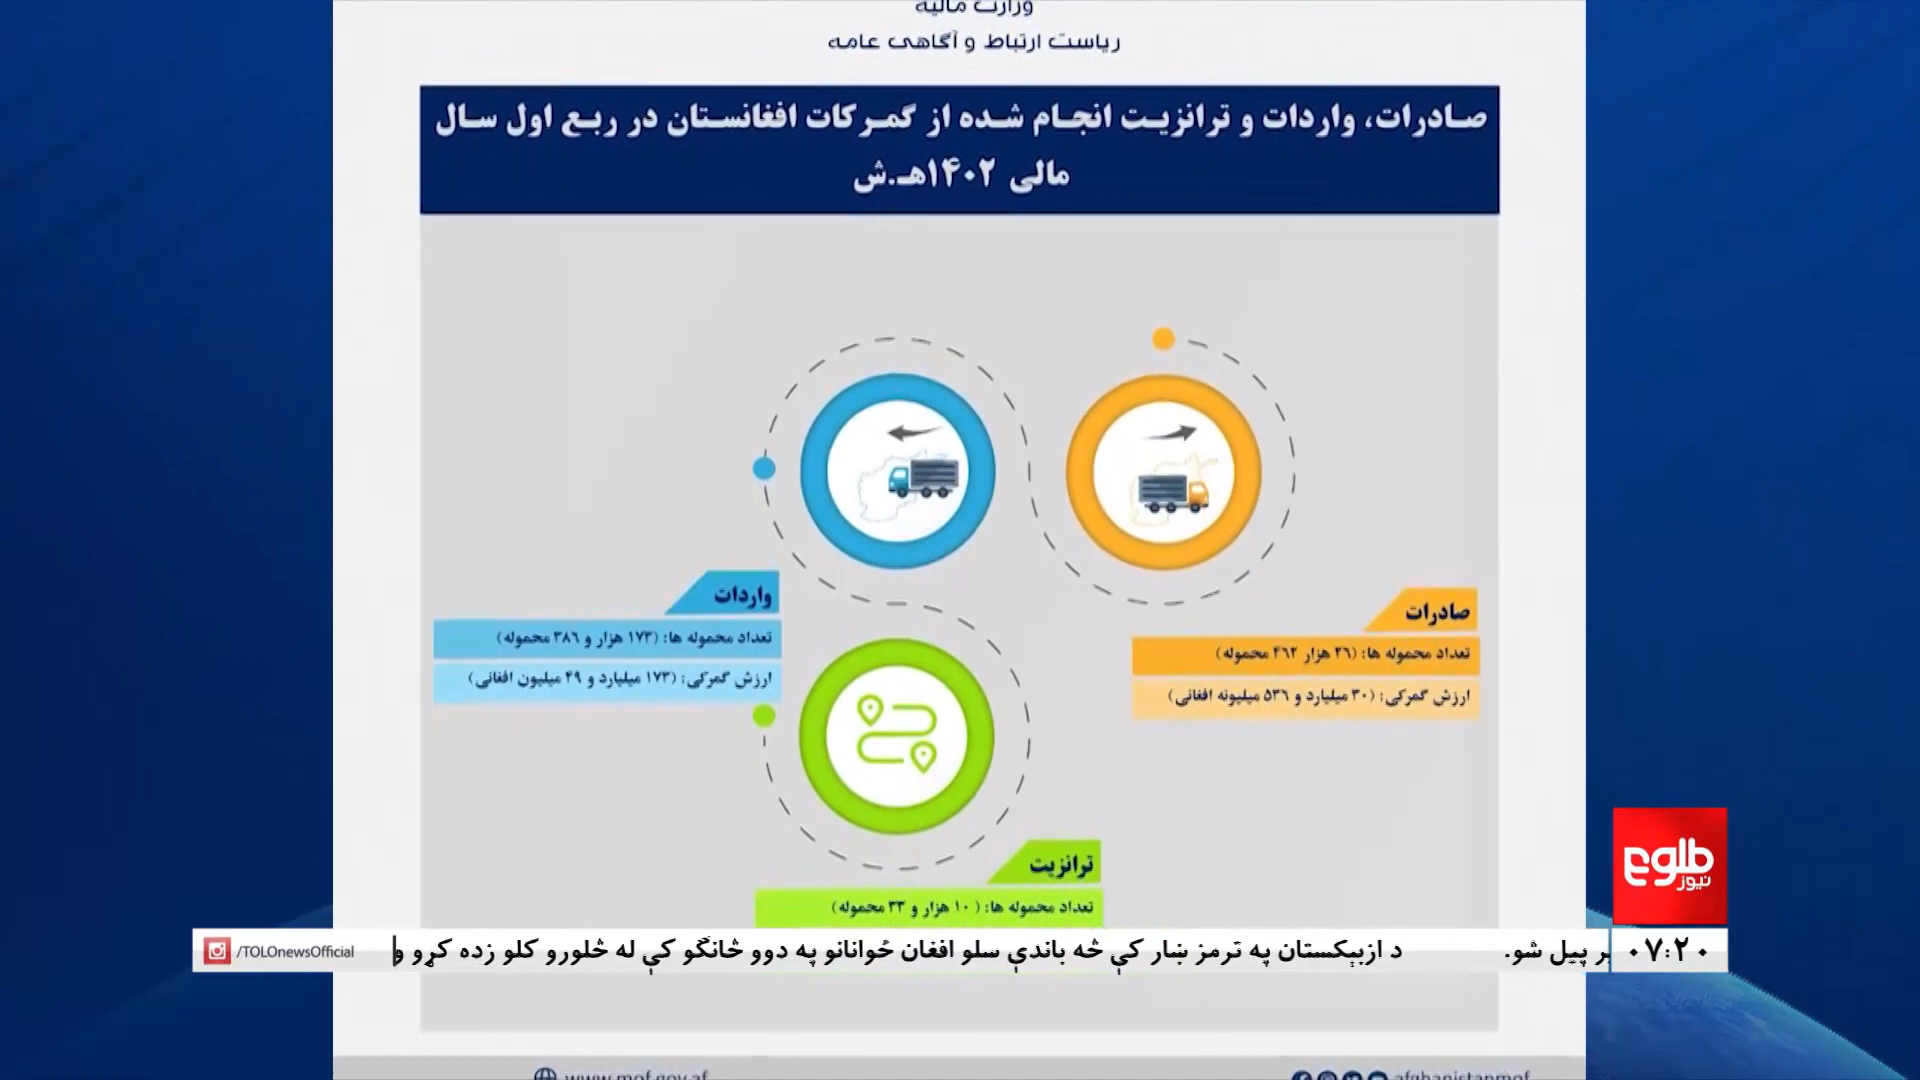 وزارت مالیه
ریاست ارتباط و آگاهی عامه
صادرات، واردات و ترانزیت انجام شده از گمرکات افغانستان در ربع اول سال
مالی ۱۴۰۲هـ.ش
صادرات
تعداد محموله ها: (۲۶ هزار ۴۶۲ محموله)
ارزش گمرکی: (۳۰ میلیارد و ۵۳۶ میلیونه افغانی)
واردات
تعداد محموله ها: (۱۷۳ هزار و ۳۸۶ محموله)
ارزش گمرکی: (۱۷۳ میلیارد و ۴۹ میلیون افغانی)
ترانزیت
تعداد محموله ها: (۱۰ هزار و ۳۳ محموله)
طلوع
نیوز
۰۷:۲۰
ر پیل شو. د ازبېکستان په ترمز ښار کې څه باندې سلو افغان ځوانانو په دوو څانګو کې له څلورو کلو زده کړو و
/TOLOnewsOfficial
www.mof.gov.af
afghanistanmof